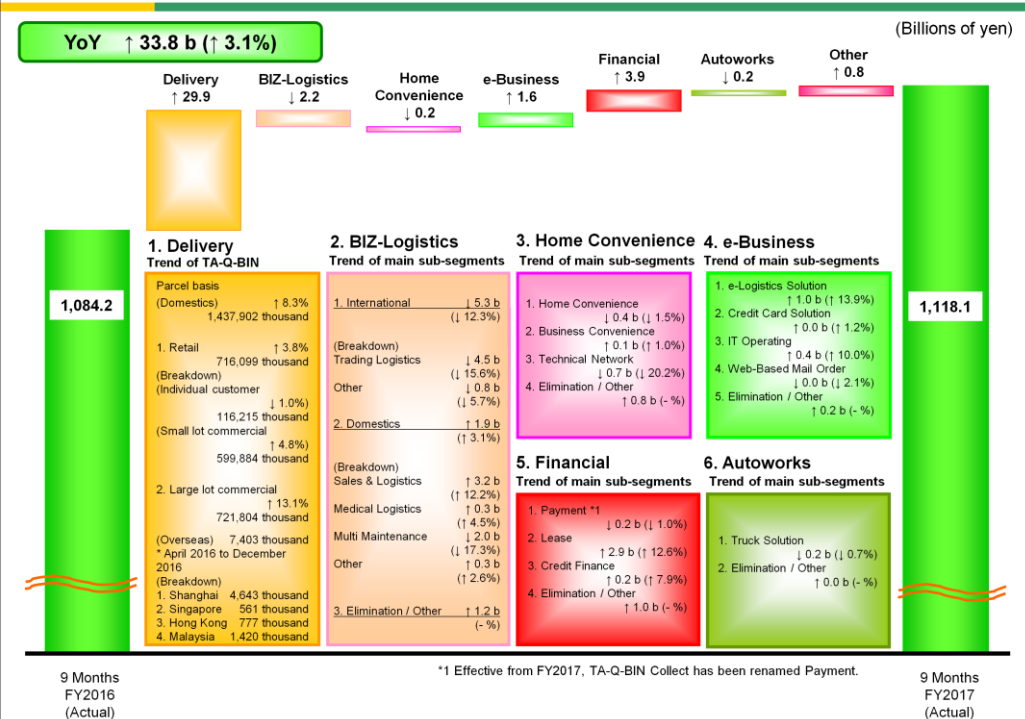 (Billions of yen)
YoY ↑ 33.8 b (↑ 3.1%)
Delivery
↑ 29.9
BIZ-Logistics
↓ 2.2
Home
Convenience
↓ 0.2
e-Business
↑ 1.6
Financial
↑ 3.9
Autoworks
↓ 0.2
Other
↑ 0.8
1,084.2
9 Months
FY2016
(Actual)
1. Delivery
Trend of TA-Q-BIN
Parcel basis
(Domestics) ↑ 8.3%
1,437,902 thousand
1. Retail ↑ 3.8%
716,099 thousand
(Breakdown)
(Individual customer
↓ 1.0%)
116,215 thousand
(Small lot commercial
↑ 4.8%)
599,884 thousand
2. Large lot commercial
↑ 13.1%
721,804 thousand
(Overseas) 7,403 thousand
* April 2016 to December
2016
(Breakdown)
1. Shanghai 4,643 thousand
2. Singapore 561 thousand
3. Hong Kong 777 thousand
4. Malaysia 1,420 thousand
2. BIZ-Logistics
Trend of main sub-segments
1. International ↓ 5.3 b
(↓ 12.3%)
(Breakdown)
Trading Logistics ↓ 4.5 b
(↓ 15.6%)
Other ↓ 0.8 b
(↓ 5.7%)
2. Domestics ↑ 1.9 b
(↑ 3.1%)
(Breakdown)
Sales & Logistics ↑ 3.2 b
(↑ 12.2%)
Medical Logistics ↑ 0.3 b
(↑ 4.5%)
Multi Maintenance ↓ 2.0 b
(↓ 17.3%)
Other ↑ 0.3 b
(↑ 2.6%)
3. Elimination / Other ↑ 1.2 b
(- %)
3. Home Convenience
Trend of main sub-segments
1. Home Convenience
↓ 0.4 b (↓ 1.5%)
2. Business Convenience
↑ 0.1 b (↑ 1.0%)
3. Technical Network
↓ 0.7 b (↓ 20.2%)
4. Elimination / Other
↑ 0.8 b (- %)
4. e-Business
Trend of main sub-segments
1. e-Logistics Solution
↑ 1.0 b (↑ 13.9%)
2. Credit Card Solution
↑ 0.0 b (↑ 1.2%)
3. IT Operating
↑ 0.4 b (↑ 10.0%)
4. Web-Based Mail Order
↓ 0.0 b (↓ 2.1%)
5. Elimination / Other
↑ 0.2 b (- %)
5. Financial
Trend of main sub-segments
1. Payment *1
↓ 0.2 b (↓ 1.0%)
2. Lease
↑ 2.9 b (↑ 12.6%)
3. Credit Finance
↑ 0.2 b (↑ 7.9%)
4. Elimination / Other
↑ 1.0 b (- %)
6. Autoworks
Trend of main sub-segments
1. Truck Solution
↓ 0.2 b (↓ 0.7%)
2. Elimination / Other
↑ 0.0 b (- %)
1,118.1
9 Months
FY2017
(Actual)
*1 Effective from FY2017, TA-Q-BIN Collect has been renamed Payment.